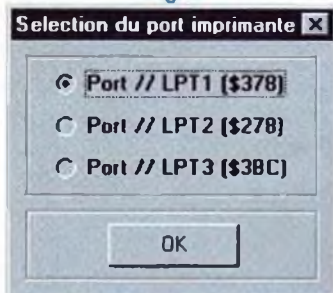 Selection du port imprimante
Port // LPT1 ($378)
Port // LPT2 ($278)
Port // LPT3 ($3BC)
OK